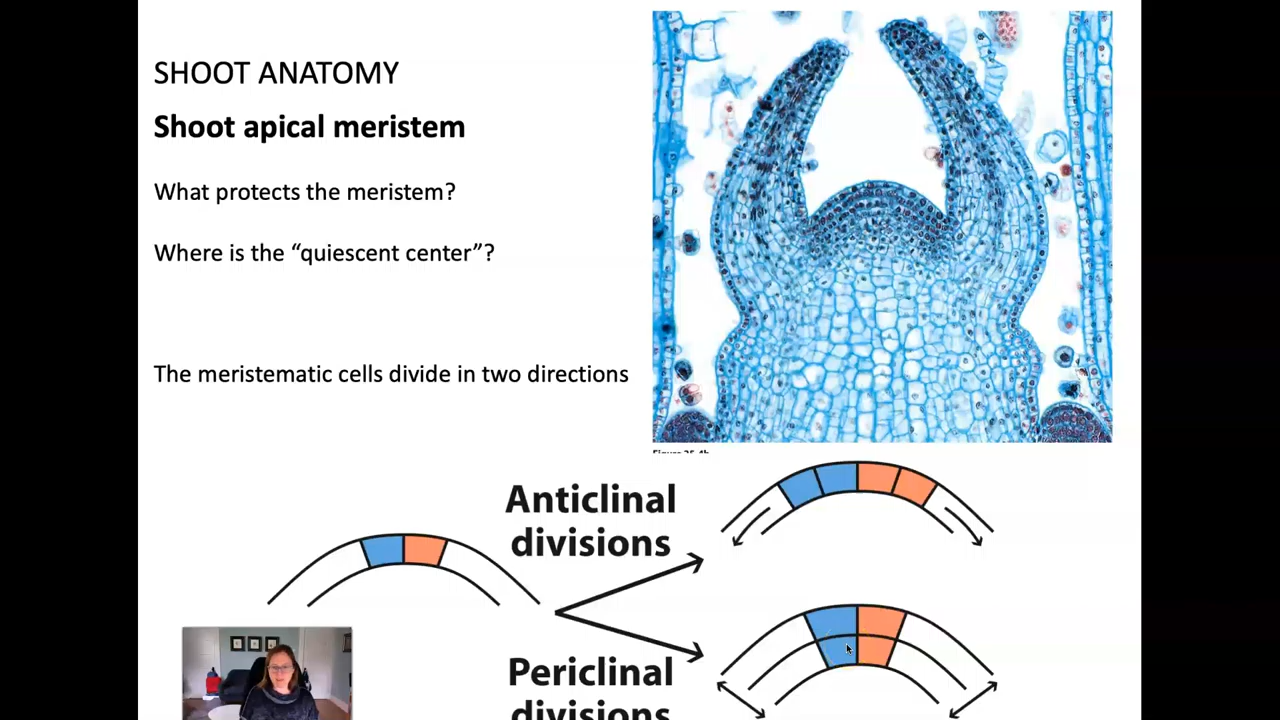 SHOOT ANATOMY
Shoot apical meristem
What protects the meristem?
Where is the “quiescent center”?
The meristematic cells divide in two directions
Anticlinal
divisions
Periclinal
divisions